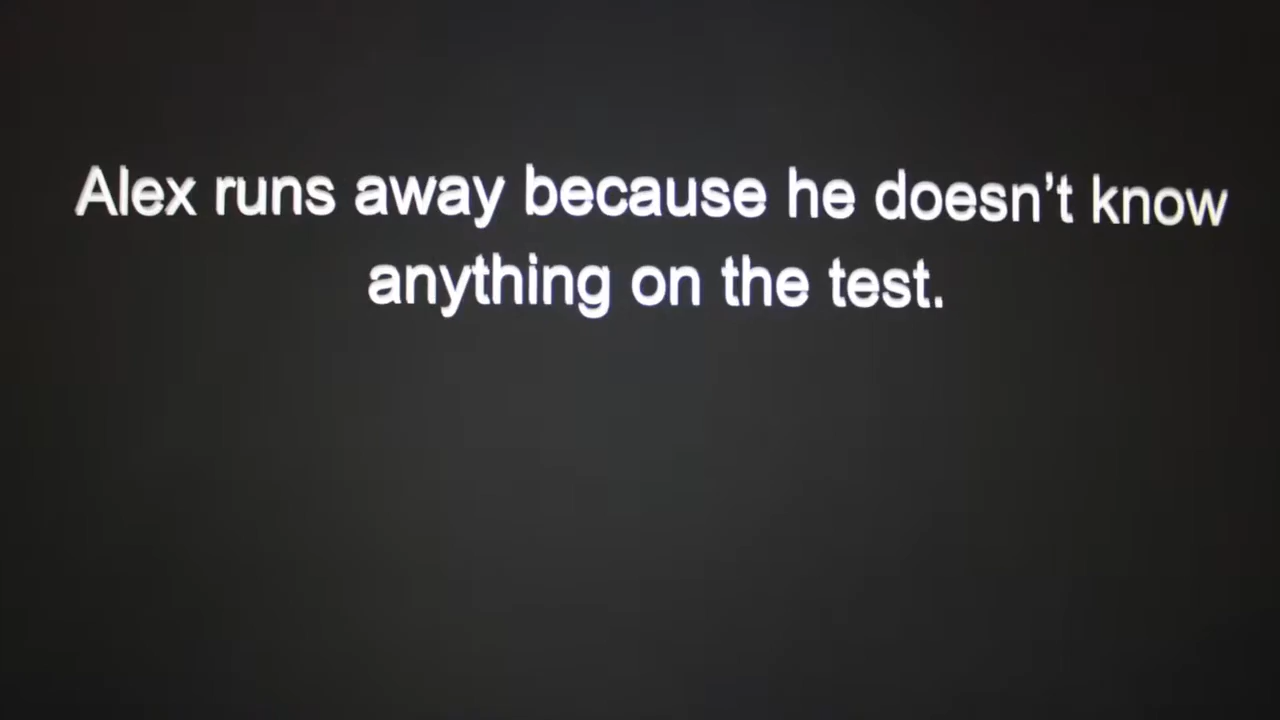 Alex runs away because he doesn’t know
anything on the test.